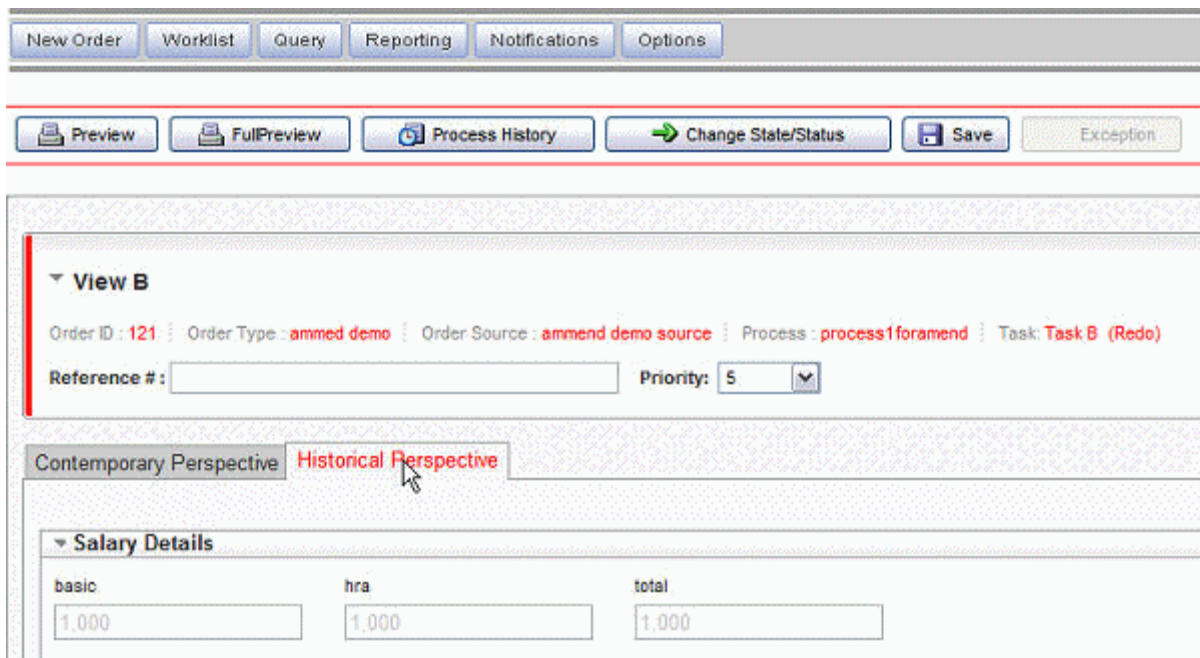 New Order Worklist Query Reporting Notifications Options
Preview FullPreview Process History Change State/Status Save Exception
View B
Order ID : 121 Order Type : ammed demo Order Source : ammend demo source Process : process1foramend Task: Task B (Redo)
Reference # : Priority: 5
Contemporary Perspective Historical Perspective
Salary Details
basic hra total
1,000 1,000 1,000